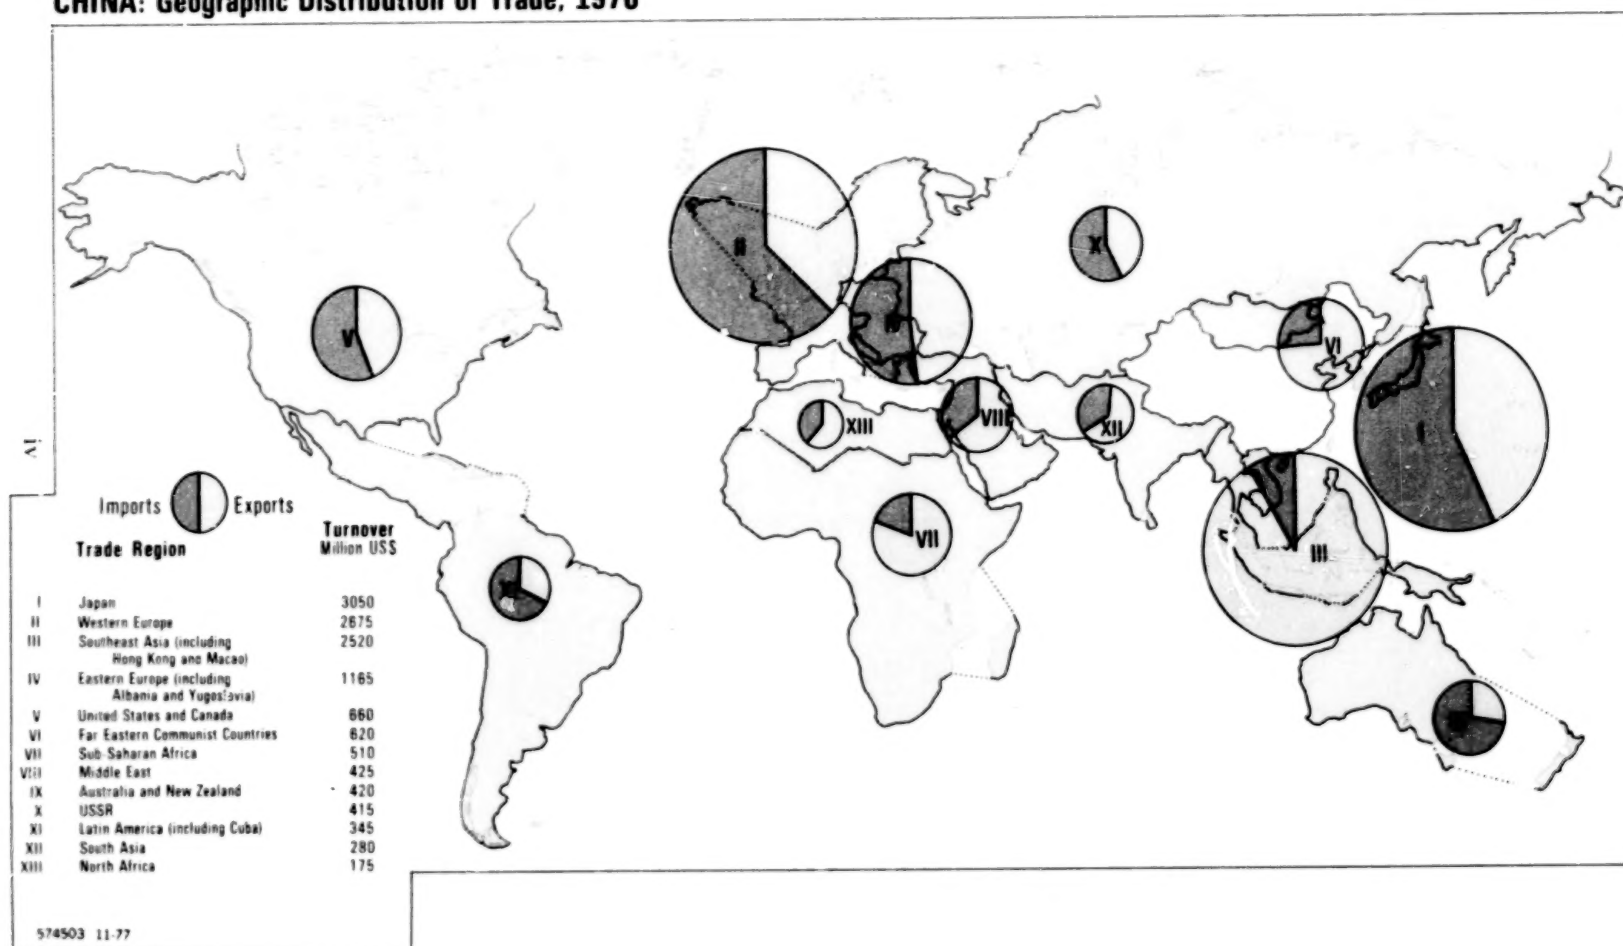 CHINA: Geographic Distribution of Trade, 1976
iv
II
X
V
IV
VI
I
XIII
VIII
XII
III
VII
Imports Exports
Trade Region
Turnover
Million US$
I Japan 3050
II Western Europe 2675
III Southeast Asia (including
Hong Kong and Macao) 2520
IV Eastern Europe (including
Albania and Yugoslavia) 1165
V United States and Canada 660
VI Far Eastern Communist Countries 620
VII Sub-Saharan Africa 510
VIII Middle East 425
IX Australia and New Zealand 420
X USSR 415
XI Latin America (including Cuba) 345
XII South Asia 280
XIII North Africa 175
574503 11-77